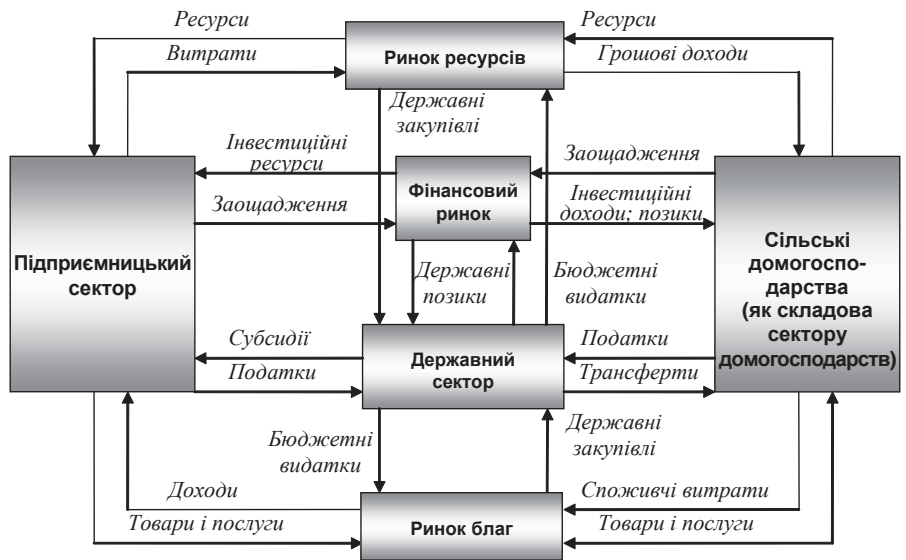 Ресурси
Ресурси
Витрати
Ринок ресурсів
Грошові доходи
Державні
закупівлі
Інвестиційні
ресурси
Заощадження
Фінансовий
ринок
Заощадження
Інвестиційні
доходи; позики
Підприємницький
сектор
Сільські
домогоспо-
дарства
(як складова
сектору
домогосподарств)
Державні
позики
Бюджетні
видатки
Субсидії
Податки
Державний
сектор
Податки
Трансферти
Бюджетні
видатки
Державні
закупівлі
Доходи
Товари і послуги
Ринок благ
Споживчі витрати
Товари і послуги